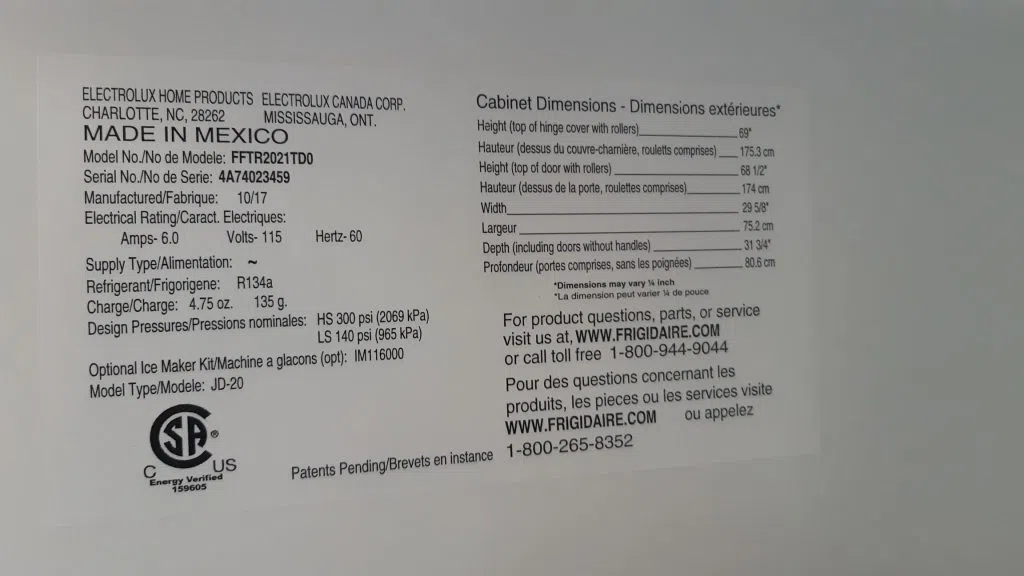 ELECTROLUX HOME PRODUCTS ELECTROLUX CANADA CORP.
CHARLOTTE, NC, 28262 MISSISSAUGA, ONT.
MADE IN MEXICO
Model No./No de Modele: FFTR2021TD0
Serial No./No de Serie: 4A74023459
Manufactured/Fabrique: 10/17
Electrical Rating/Caract. Electriques:
Amps- 6.0 Volts- 115 Hertz- 60
Supply Type/Alimentation: ~
Refrigerant/Frigorigene: R134a
Charge/Charge: 4.75 oz. 135 g.
Design Pressures/Pressions nominales: HS 300 psi (2069 kPa)
LS 140 psi (965 kPa)
Optional Ice Maker Kit/Machine a glacons (opt): IM116000
Model Type/Modele: JD-20
CSA®
C US
Energy Verified
159605
Patents Pending/Brevets en instance
Cabinet Dimensions - Dimensions extérieures*
Height (top of hinge cover with rollers) 69"
Hauteur (dessus du couvre-charnière, rouletts comprises) 175.3 cm
Height (top of door with rollers) 68 1/2"
Hauteur (dessus de la porte, roulettes comprises) 174 cm
Width 29 5/8"
Largeur 75.2 cm
Depth (including doors without handles) 31 3/4"
Profondeur (portes comprises, sans les poignées) 80.6 cm
*Dimensions may vary ¼ inch
*La dimension peut varier ¼ de pouce
For product questions, parts, or service
visit us at, WWW.FRIGIDAIRE.COM
or call toll free 1-800-944-9044
Pour des questions concernant les
produits, les pieces ou les services visite
WWW.FRIGIDAIRE.COM ou appelez
1-800-265-8352